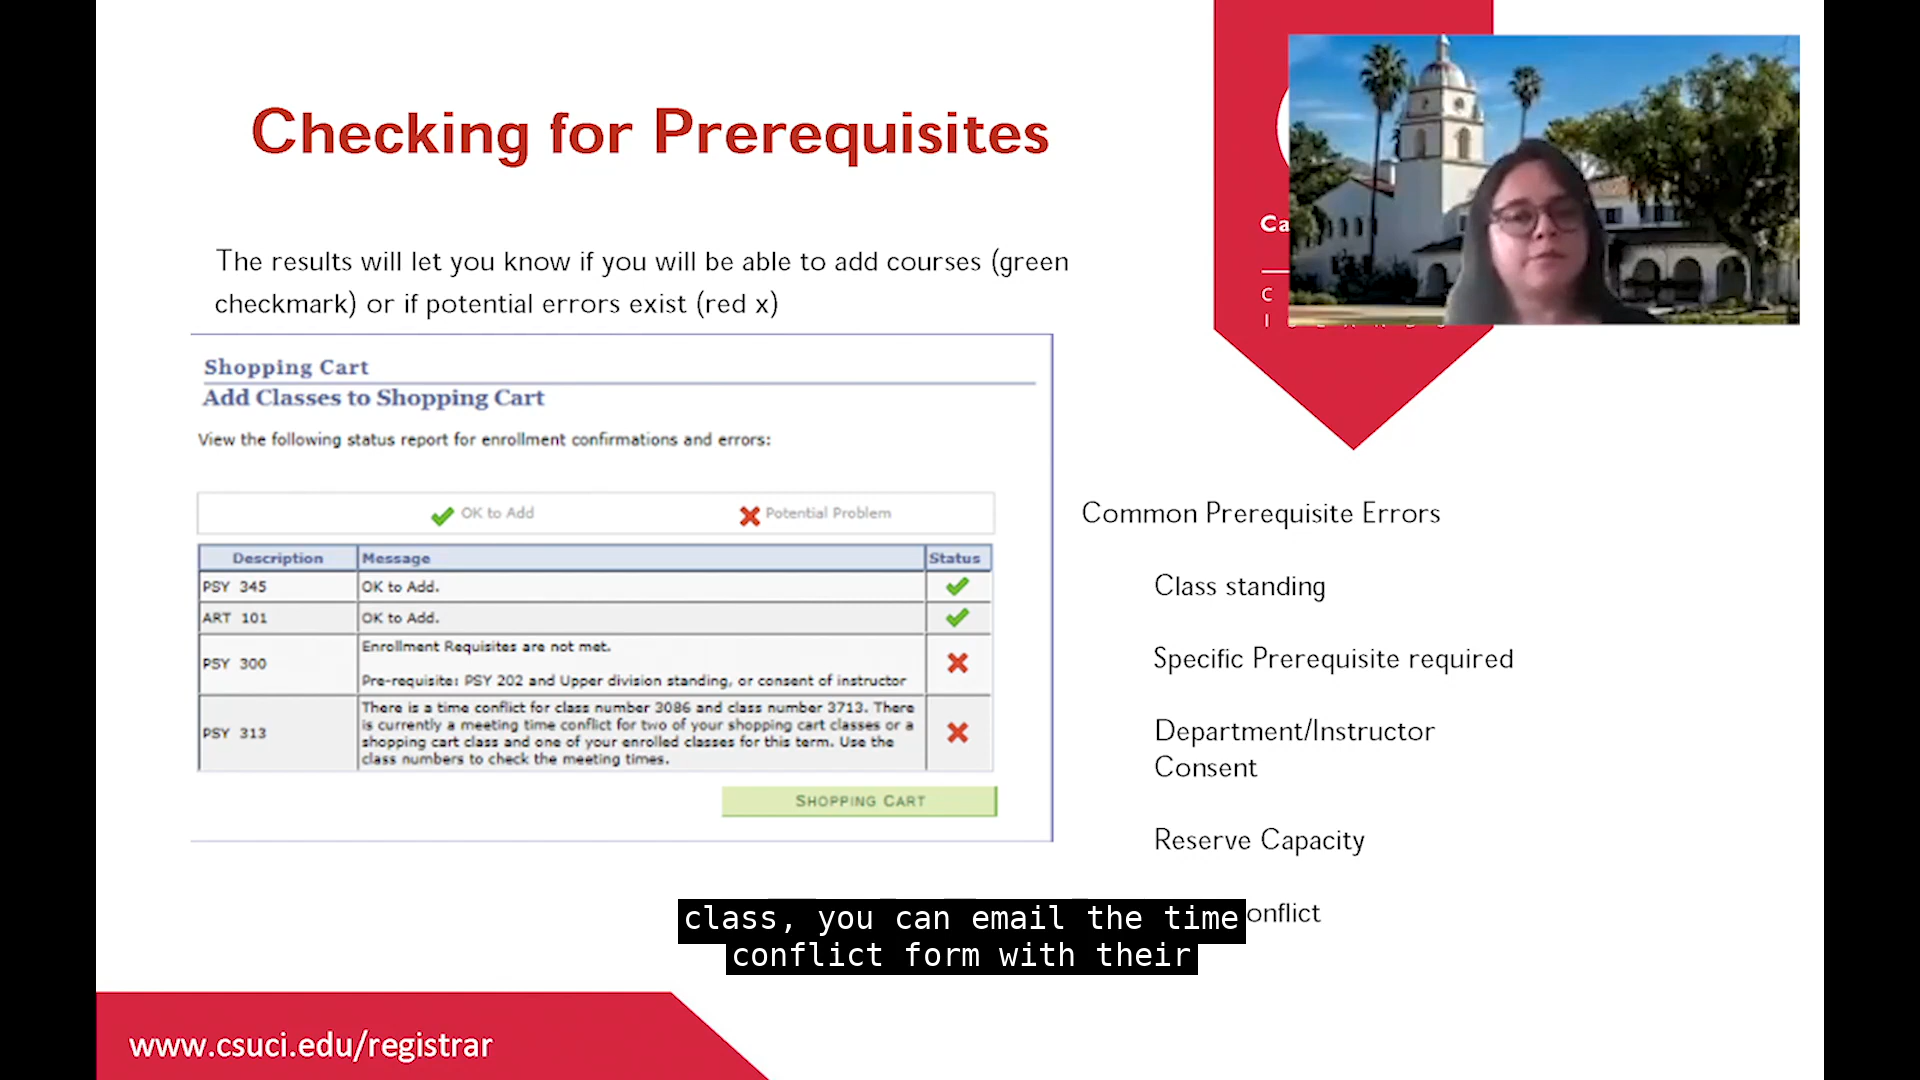 Checking for Prerequisites
The results will let you know if you will be able to add courses (green
checkmark) or if potential errors exist (red x)
Shopping Cart
Add Classes to Shopping Cart
View the following status report for enrollment confirmations and errors:
OK to Add
Potential Problem
Description Message Status
PSY 345 OK to Add.
ART 101 OK to Add.
PSY 300 Enrollment Requisites are not met.
Pre-requisite: PSY 202 and Upper division standing, or consent of instructor
PSY 313 There is a time conflict for class number 3086 and class number 3713. There
is currently a meeting time conflict for two of your shopping cart classes or a
shopping cart class and one of your enrolled classes for this term. Use the
class numbers to check the meeting times.
SHOPPING CART
Ca
C
Common Prerequisite Errors
Class standing
Specific Prerequisite required
Department/Instructor
Consent
Reserve Capacity
onflict
class, you can email the time
conflict form with their
www.csuci.edu/registrar